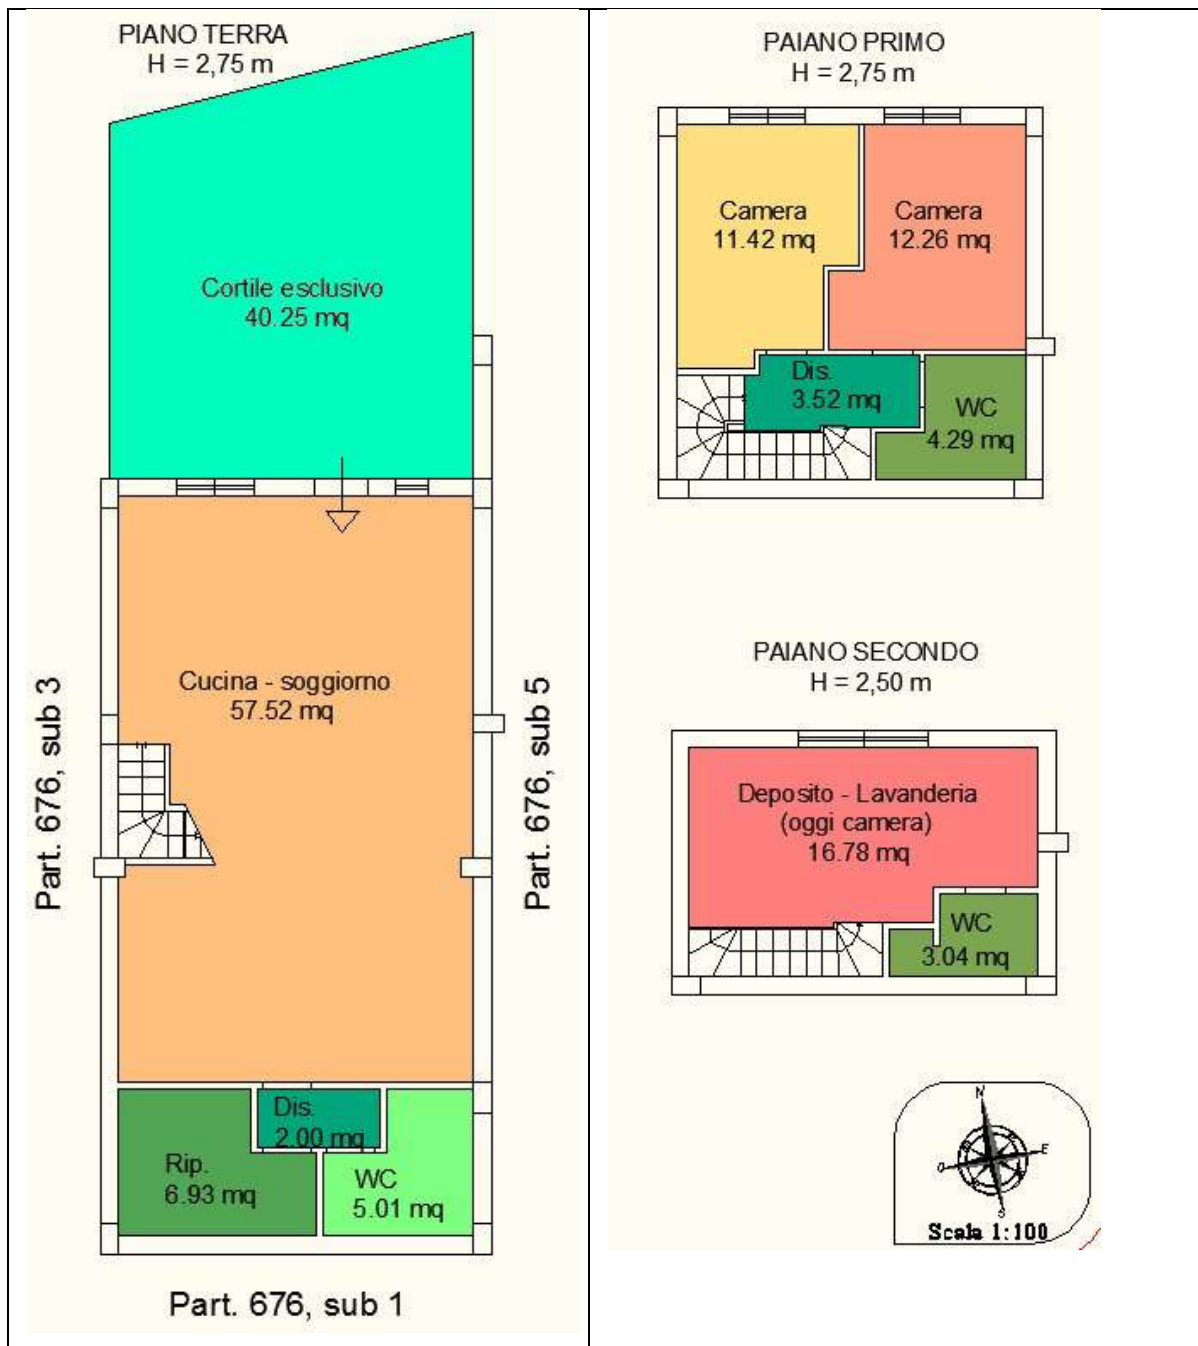 PIANO TERRA
H = 2,75 m
Cortile esclusivo
40.25 mq
Cucina - soggiorno
57.52 mq
Part. 676, sub 3
Part. 676, sub 5
Dis.
2.00 mq
Rip.
6.93 mq
WC
5.01 mq
Part. 676, sub 1
PAIANO PRIMO
H = 2,75 m
Camera
11.42 mq
Camera
12.26 mq
Dis.
3.52 mq
WC
4.29 mq
PAIANO SECONDO
H = 2,50 m
Deposito - Lavanderia
(oggi camera)
16.78 mq
WC
3.04 mq
N
O
E
S
Scala 1:100